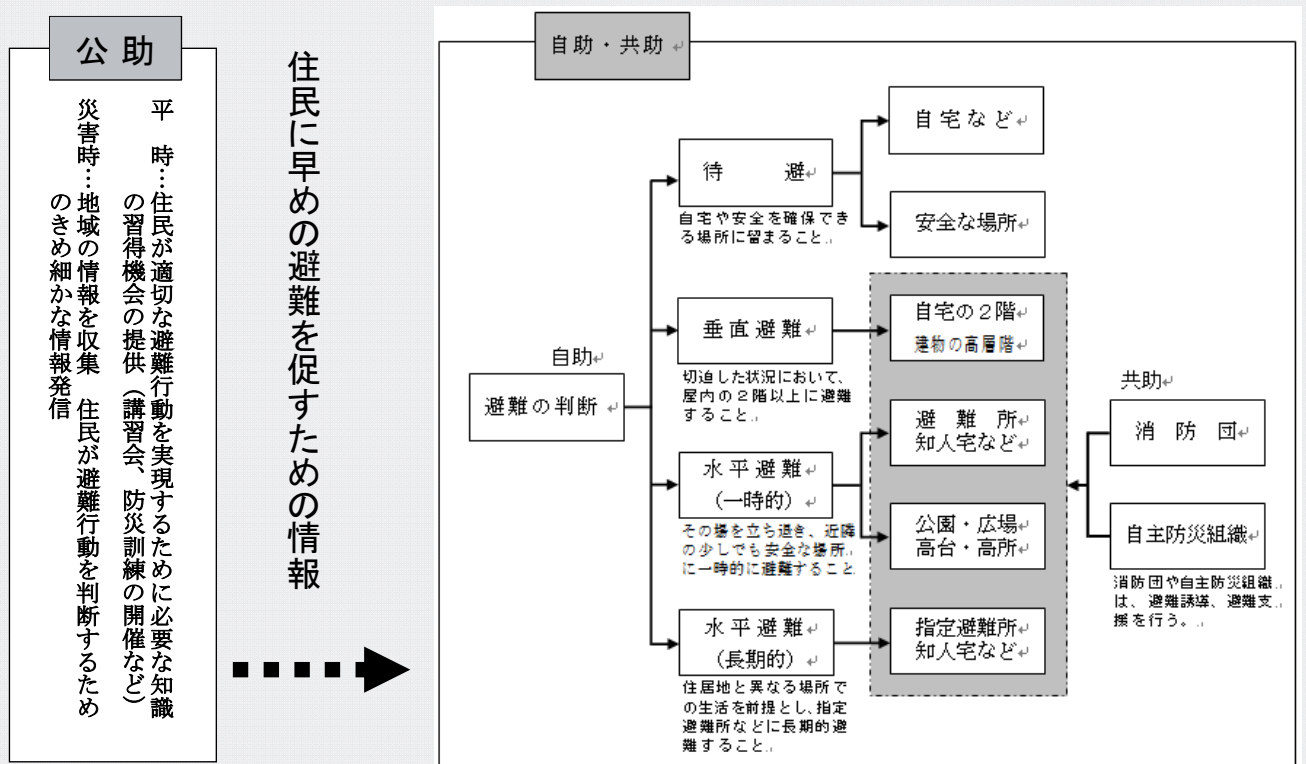 公助
平　時…住民が適切な避難行動を実現するために必要な知識
の習得機会の提供（講習会、防災訓練の開催など）
災害時…地域の情報を収集　住民が避難行動を判断するため
のきめ細かな情報発信
住民に早めの避難を促すための情報
自助・共助
自助
避難の判断
待　　避
自宅や安全を確保でき
る場所に留まること。
自宅など
安全な場所
垂直避難
切迫した状況において、
屋内の２階以上に避難
すること。
自宅の２階
建物の高層階
水平避難
（一時的）
その場を立ち退き、近隣
の少しでも安全な場所
に一時的に避難すること
避　難　所
知人宅など
公園・広場
高台・高所
水平避難
（長期的）
住居地と異なる場所で
の生活を前提とし、指定
避難所などに長期的避
難すること。
指定避難所
知人宅など
共助
消　防　団
自主防災組織
消防団や自主防災組織
は、避難誘導、避難支
援を行う。